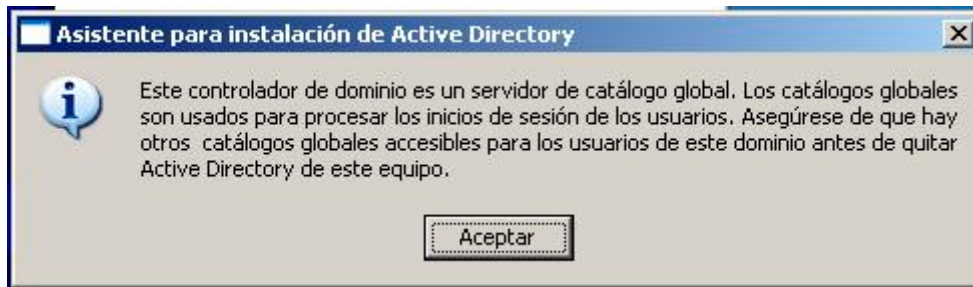 Asistente para instalación de Active Directory
Este controlador de dominio es un servidor de catálogo global. Los catálogos globales
son usados para procesar los inicios de sesión de los usuarios. Asegúrese de que hay
otros catálogos globales accesibles para los usuarios de este dominio antes de quitar
Active Directory de este equipo.
Aceptar